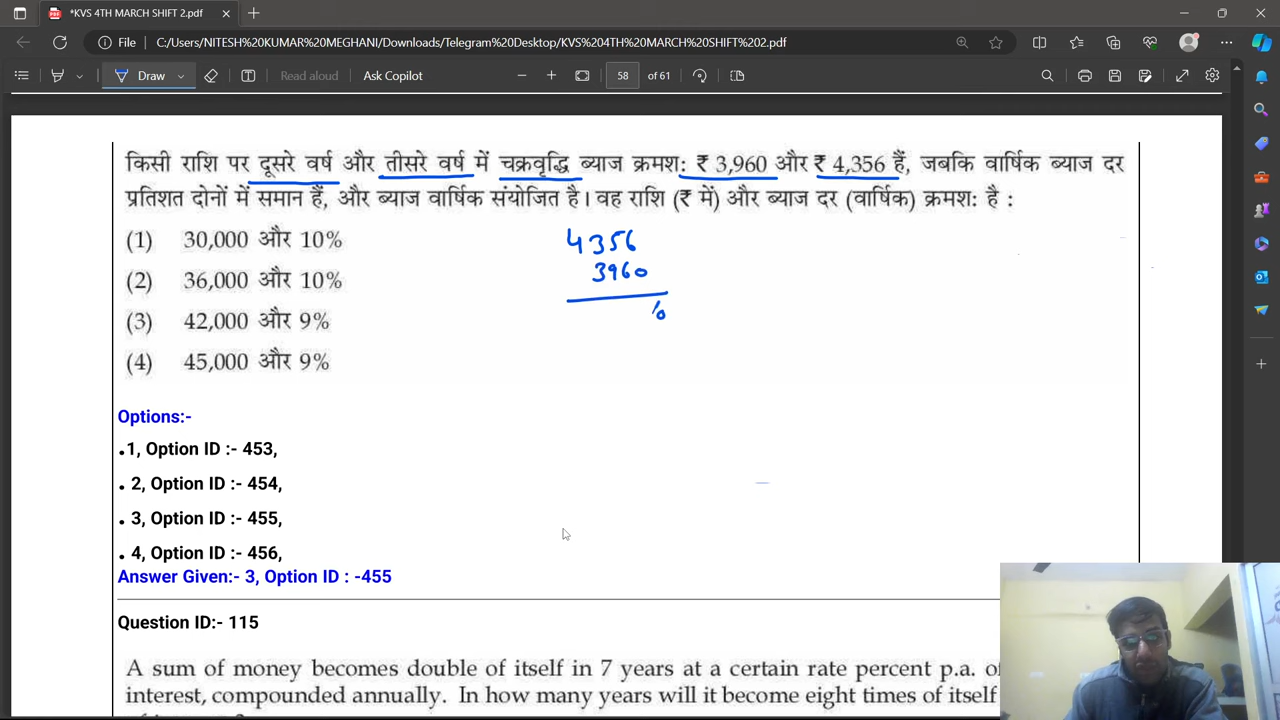 *KVS 4TH MARCH SHIFT 2.pdf
File C:/Users/NITESH%20KUMAR%20MEGHANI/Downloads/Telegram%20Desktop/KVS%204TH%20MARCH%20SHIFT%202.pdf
Draw Read aloud Ask Copilot 58 of 61
किसी राशि पर दूसरे वर्ष और तीसरे वर्ष में चक्रवृद्धि ब्याज क्रमश: ₹ 3,960 और ₹ 4,356 हैं, जबकि वार्षिक ब्याज दर
प्रतिशत दोनों में समान हैं, और ब्याज वार्षिक संयोजित है। वह राशि (₹ में) और ब्याज दर (वार्षिक) क्रमश: है :
(1) 30,000 और 10%
(2) 36,000 और 10%
(3) 42,000 और 9%
(4) 45,000 और 9%
4356
3960
Options:-
.1, Option ID :- 453,
. 2, Option ID :- 454,
. 3, Option ID :- 455,
. 4, Option ID :- 456,
Answer Given:- 3, Option ID : -455
Question ID:- 115
A sum of money becomes double of itself in 7 years at a certain rate percent p.a. of
interest, compounded annually. In how many years will it become eight times of itself